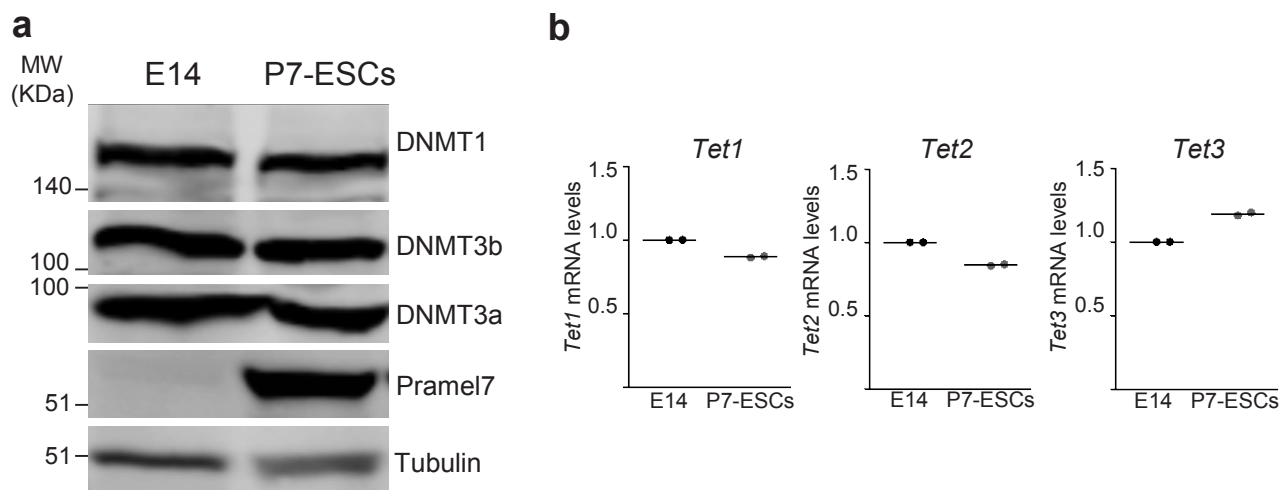 a
MW
(KDa)
E14
P7-ESCs
DNMT1
140
DNMT3b
100
100
DNMT3a
Pramel7
51
51
Tubulin
b
Tet1
Tet1 mRNA levels
1.5
1.0
0.5
E14
P7-ESCs
Tet2
Tet2 mRNA levels
1.5
1.0
0.5
E14
P7-ESCs
Tet3
Tet3 mRNA levels
1.5
1.0
0.5
E14
P7-ESCs